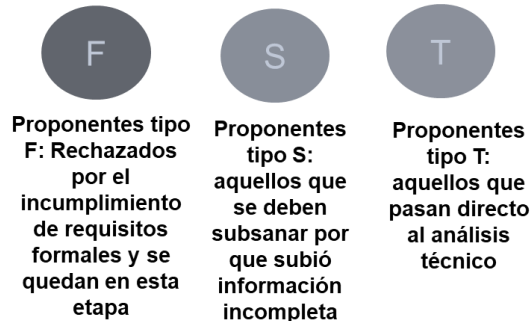 F
Proponentes tipo
F: Rechazados
por el
incumplimiento
de requisitos
formales y se
quedan en esta
etapa
S
Proponentes
tipo S:
aquellos que
se deben
subsanar por
que subió
información
incompleta
T
Proponentes
tipo T:
aquellos que
pasan directo
al análisis
técnico